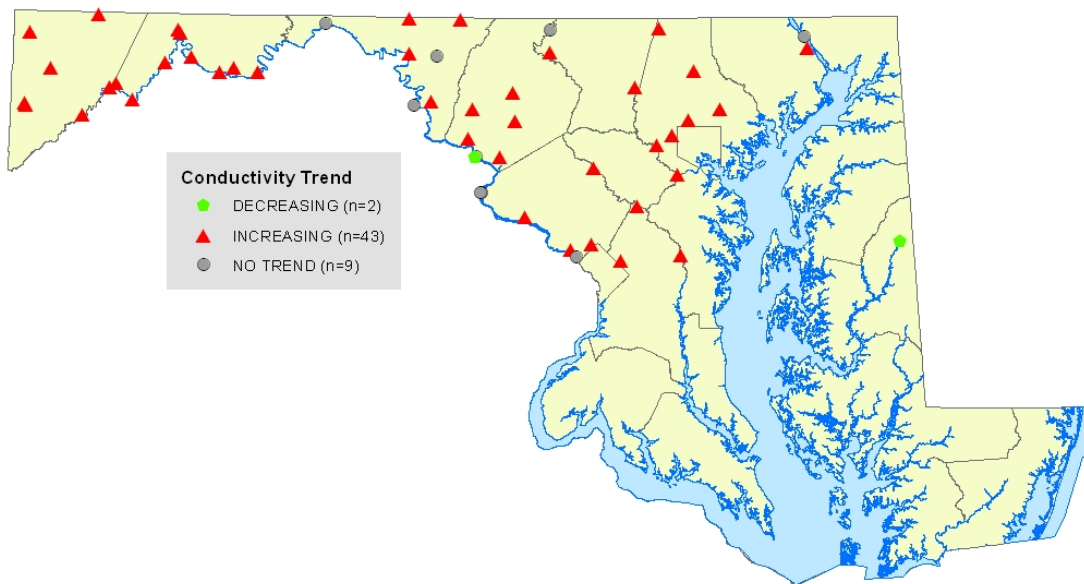 Conductivity Trend
DECREASING (n=2)
INCREASING (n=43)
NO TREND (n=9)